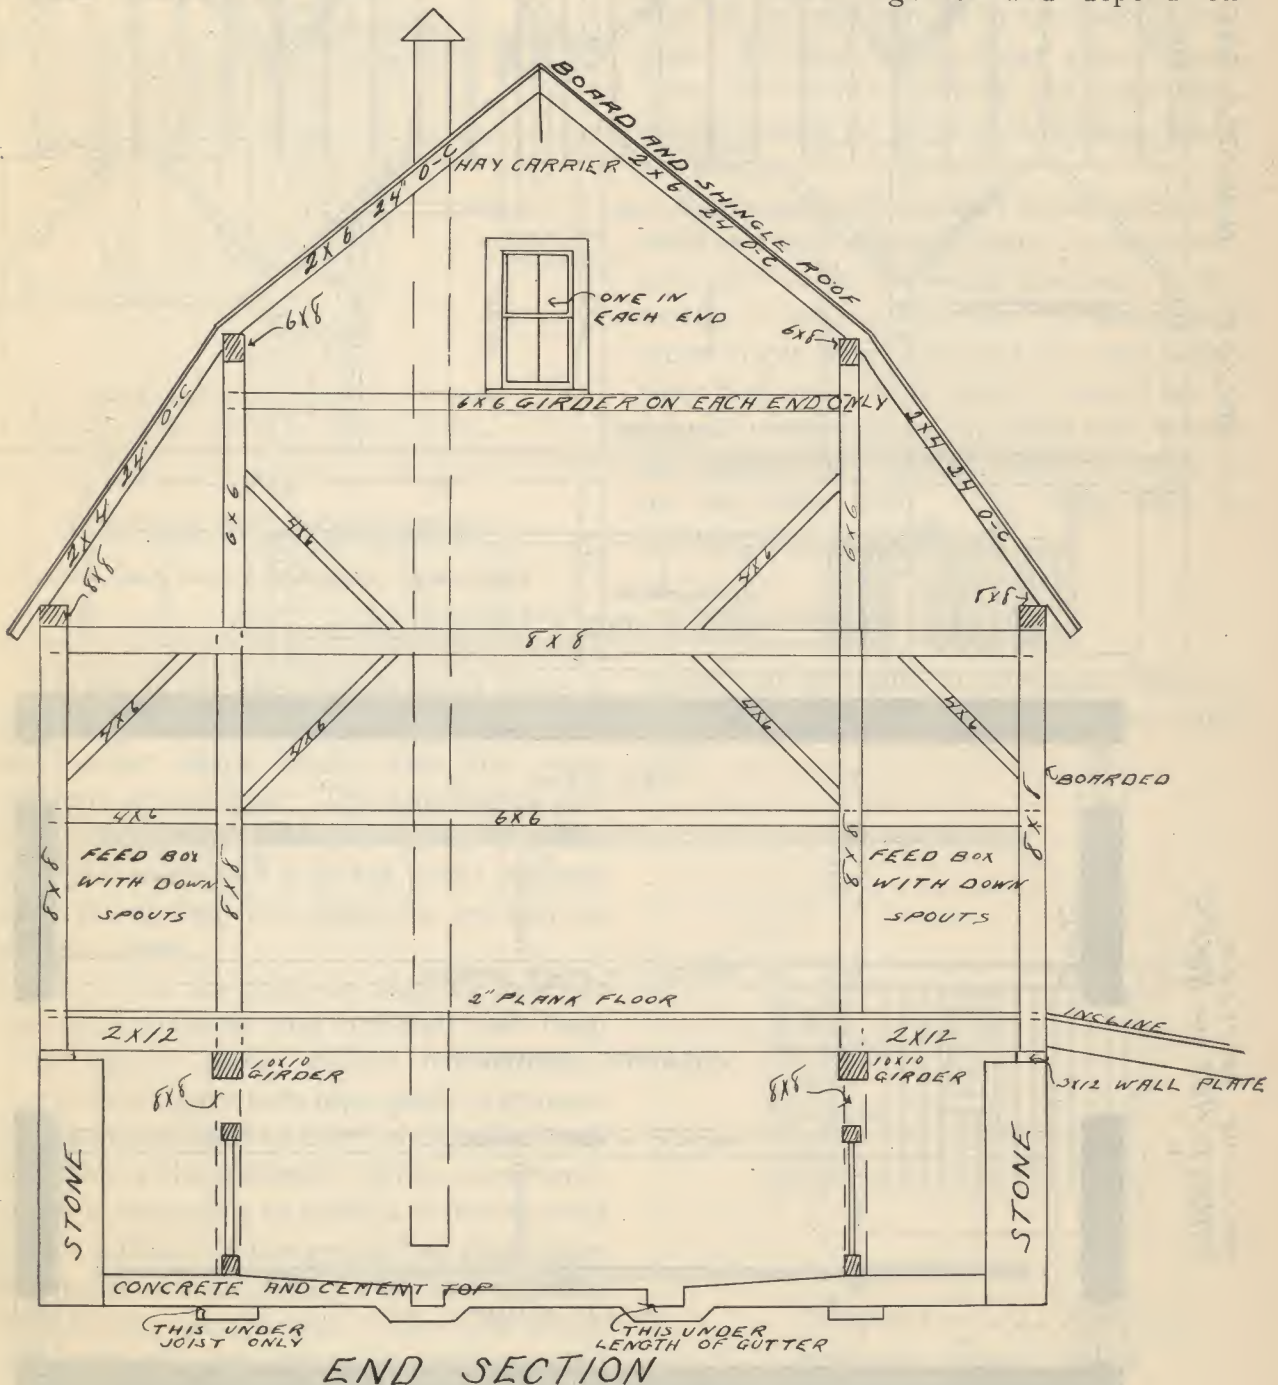 BOARD AND SHINGLE ROOF
HAY CARRIER
2X6 24" O-C
2X6 24 O-C
ONE IN
EACH END
6X8
6X8
6X6 GIRDER ON EACH END ONLY
2X4 24" O-C
2X4 24 O-C
6X6
4X6
4X6
6X6
8X8
8X8
8X8
4X6
4X6
4X6
4X6
BOARDED
4X6
6X6
8X8
FEED BOX
WITH DOWN
SPOUTS
8X8
8X8
FEED BOX
WITH DOWN
SPOUTS
8X8
2" PLANK FLOOR
INCLINE
2X12
2X12
10X10
GIRDER
10X10
GIRDER
3X12 WALL PLATE
8X8
8X8
STONE
STONE
CONCRETE AND CEMENT TOP
THIS UNDER
JOIST ONLY
THIS UNDER
LENGTH OF GUTTER
END SECTION